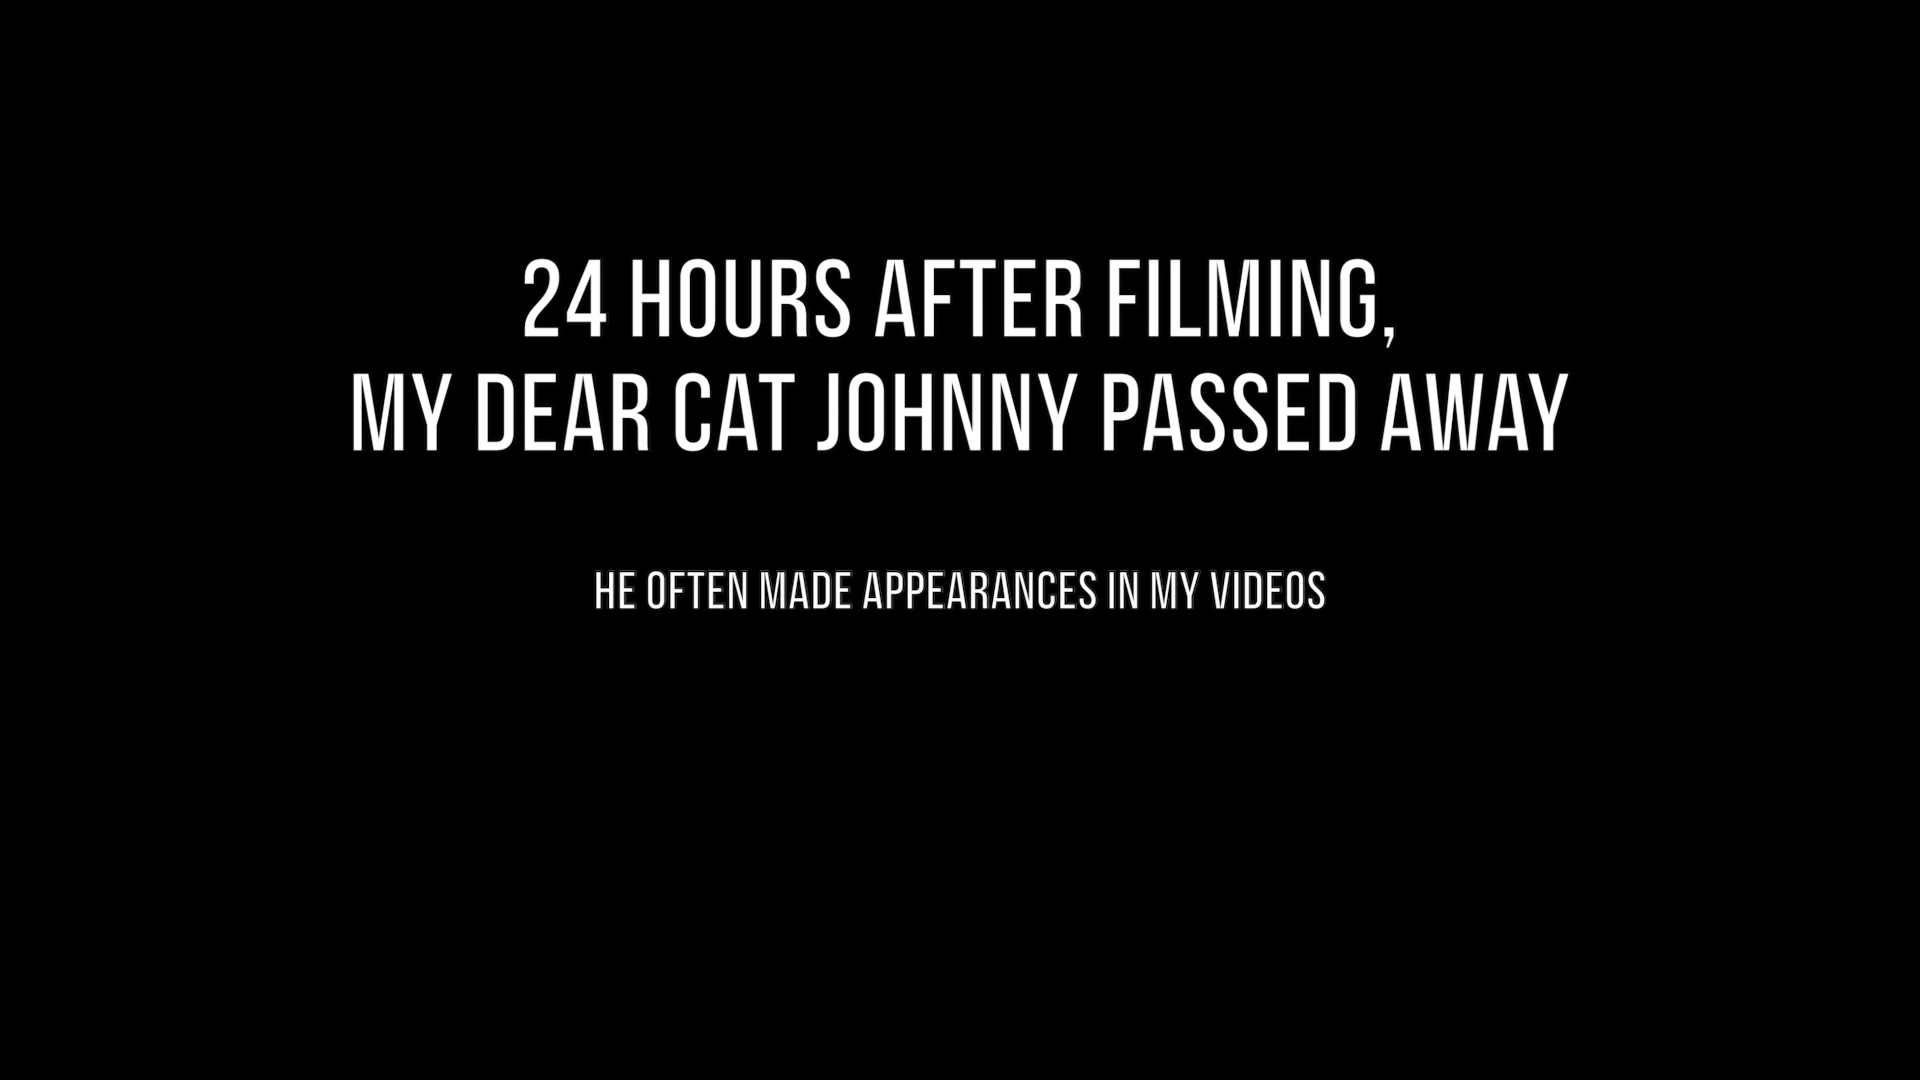 24 HOURS AFTER FILMING,
MY DEAR CAT JOHNNY PASSED AWAY
HE OFTEN MADE APPEARANCES IN MY VIDEOS